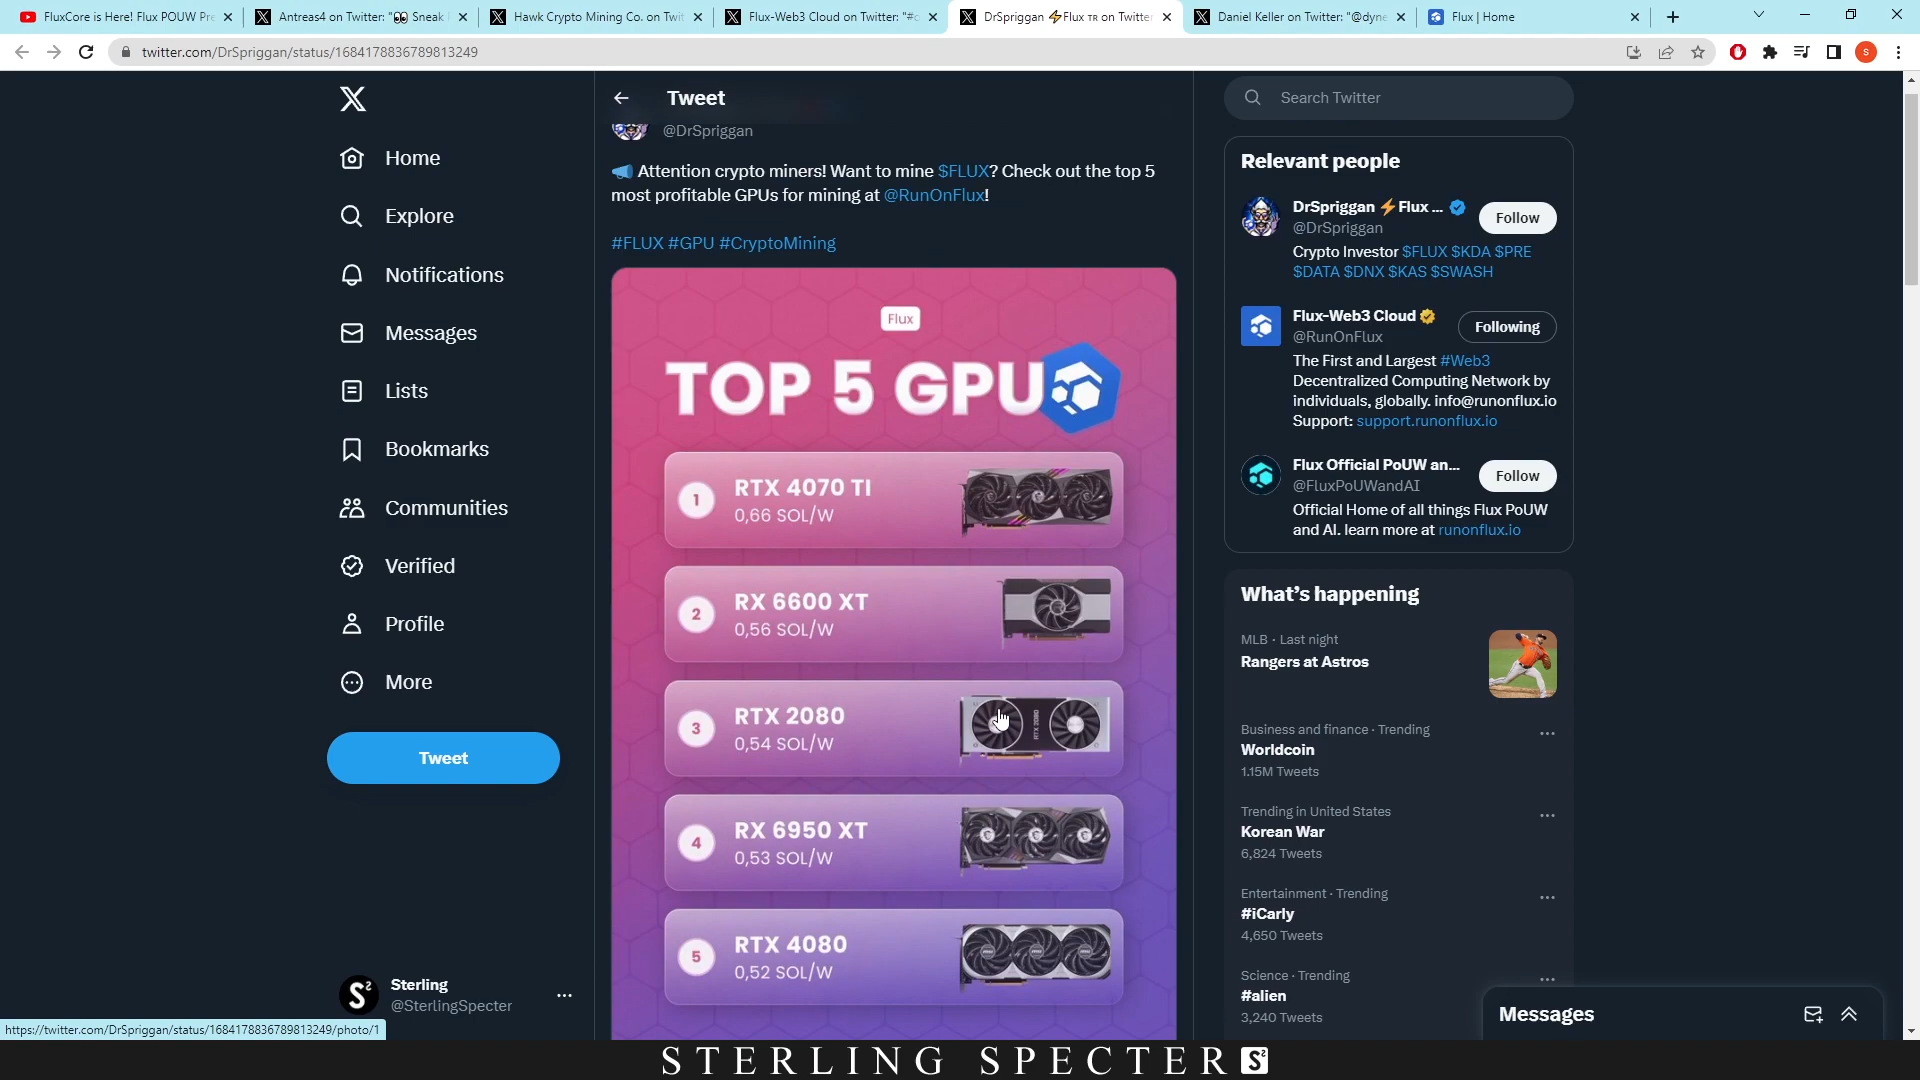 FluxCore is Here! Flux POUW Pre
Antreas4 on Twitter: "👀 Sneak
Hawk Crypto Mining Co. on Twit
Flux-Web3 Cloud on Twitter: "#c
DrSpriggan ⚡Flux ᴛʀ on Twitter
Daniel Keller on Twitter: "@dyne
Flux | Home
twitter.com/DrSpriggan/status/1684178836789813249
S
Home
Explore
Notifications
Messages
Lists
Bookmarks
Communities
Verified
Profile
More
Tweet
Sterling
@SterlingSpecter
https://twitter.com/DrSpriggan/status/1684178836789813249/photo/1
Tweet
@DrSpriggan
📣 Attention crypto miners! Want to mine $FLUX? Check out the top 5
most profitable GPUs for mining at @RunOnFlux!
#FLUX #GPU #CryptoMining
Flux
TOP 5 GPU
1
RTX 4070 TI
0,66 SOL/W
2
RX 6600 XT
0,56 SOL/W
3
RTX 2080
0,54 SOL/W
RTX 2080
4
RX 6950 XT
0,53 SOL/W
5
RTX 4080
0,52 SOL/W
Search Twitter
Relevant people
DrSpriggan ⚡Flux ...
@DrSpriggan
Follow
Crypto Investor $FLUX $KDA $PRE
$DATA $DNX $KAS $SWASH
Flux-Web3 Cloud
@RunOnFlux
Following
The First and Largest #Web3
Decentralized Computing Network by
individuals, globally. info@runonflux.io
Support: support.runonflux.io
Flux Official PoUW an...
@FluxPoUWandAI
Follow
Official Home of all things Flux PoUW
and AI. learn more at runonflux.io
What's happening
MLB · Last night
Rangers at Astros
Business and finance · Trending
Worldcoin
1.15M Tweets
Trending in United States
Korean War
6,824 Tweets
Entertainment · Trending
#iCarly
4,650 Tweets
Science · Trending
#alien
3,240 Tweets
Messages
STERLING SPECTER S²